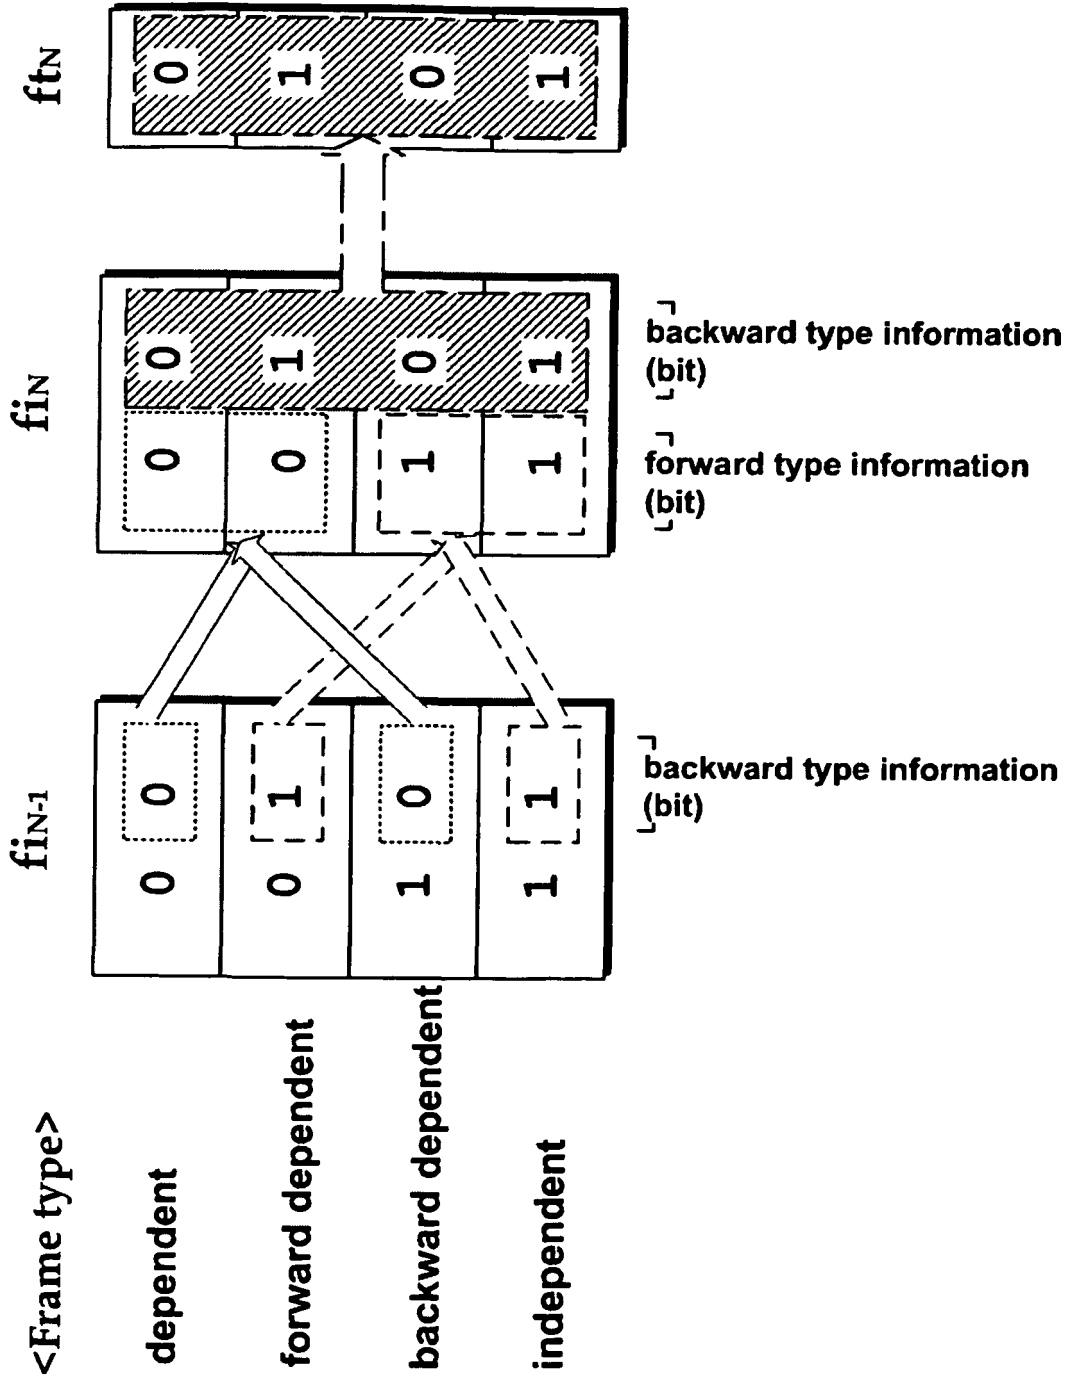 <Frame type> fiN-1 fiN ftN
dependent 0 0 0 0 0
forward dependent 0 1 0 1 1
backward dependent 1 0 1 0 0
independent 1 1 1 1 1
backward type information
(bit)
forward type information
(bit)
backward type information
(bit)